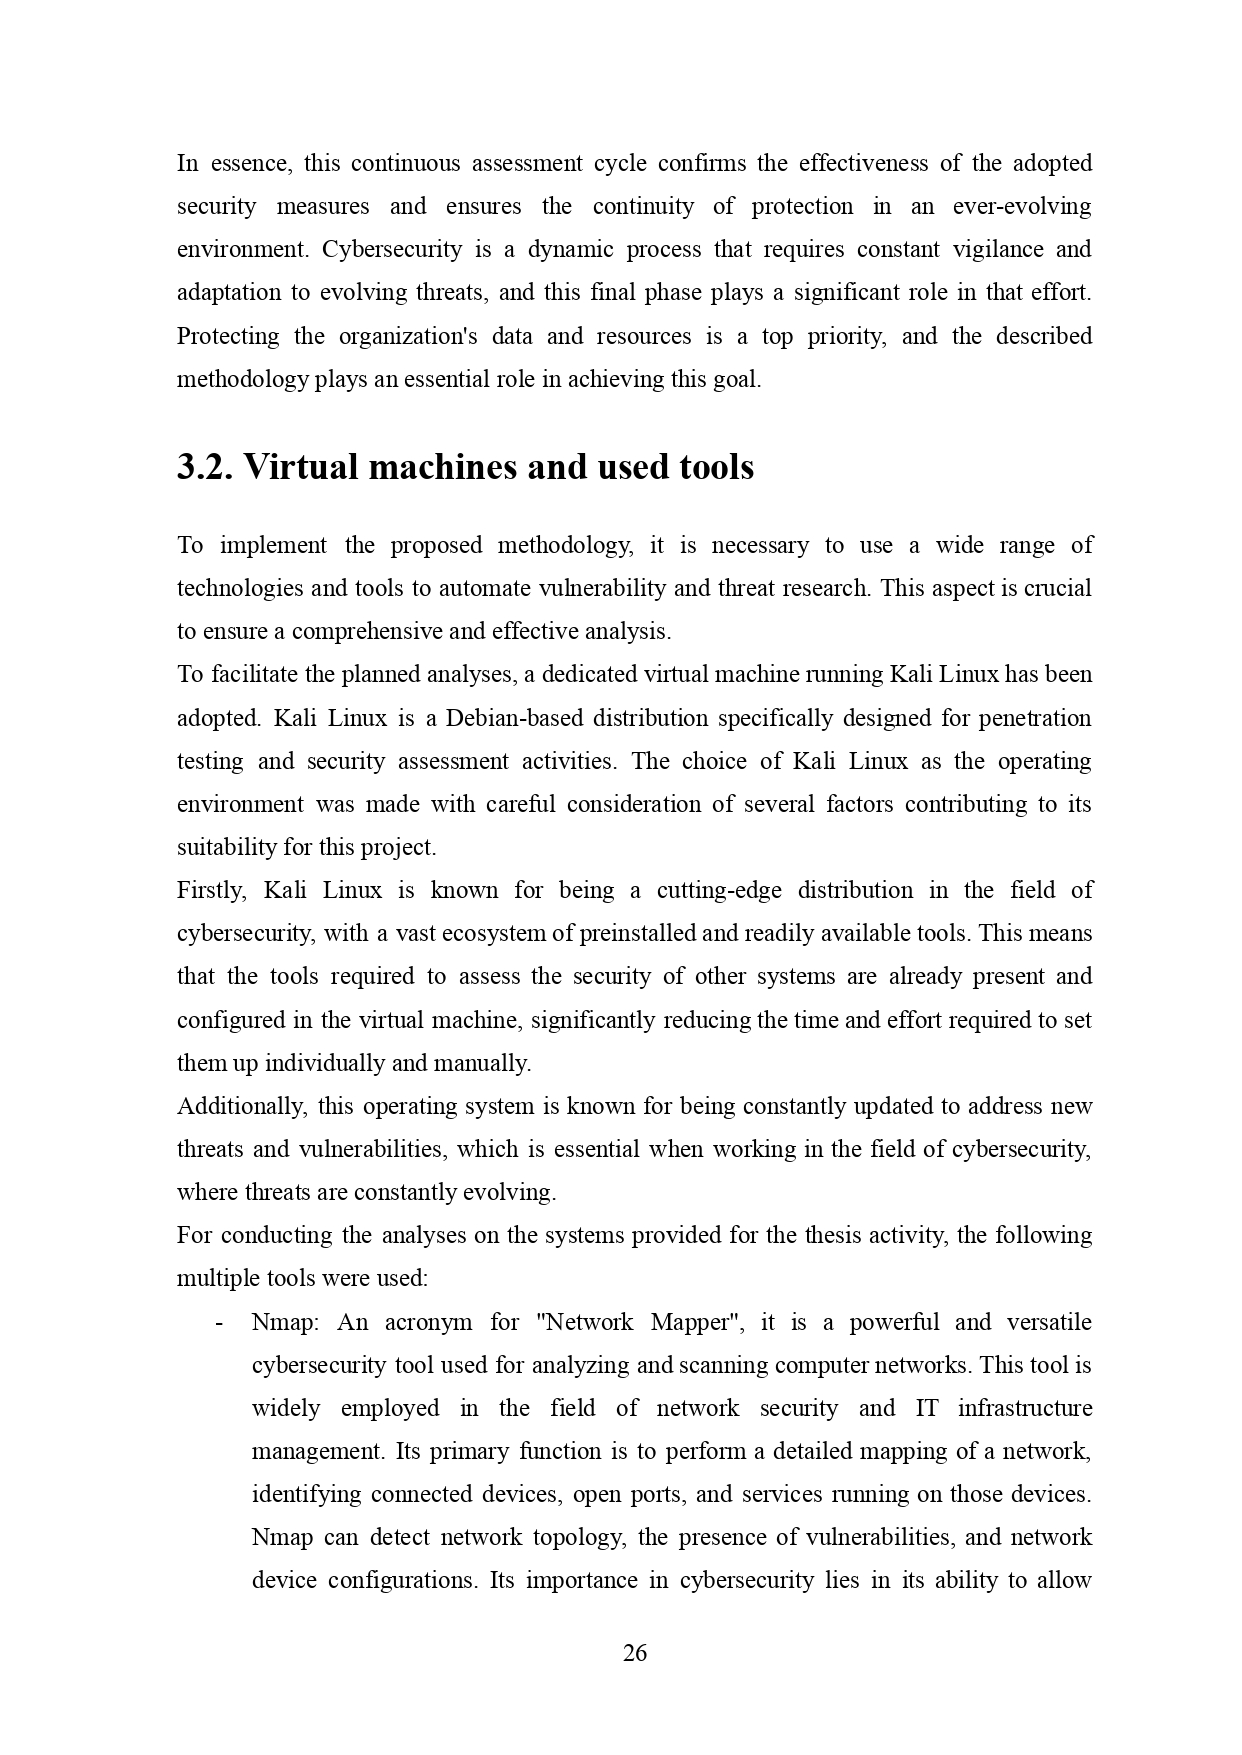 In essence, this continuous assessment cycle confirms the effectiveness of the adopted
security measures and ensures the continuity of protection in an ever-evolving
environment. Cybersecurity is a dynamic process that requires constant vigilance and
adaptation to evolving threats, and this final phase plays a significant role in that effort.
Protecting the organization's data and resources is a top priority, and the described
methodology plays an essential role in achieving this goal.
3.2. Virtual machines and used tools
To implement the proposed methodology, it is necessary to use a wide range of
technologies and tools to automate vulnerability and threat research. This aspect is crucial
to ensure a comprehensive and effective analysis.
To facilitate the planned analyses, a dedicated virtual machine running Kali Linux has been
adopted. Kali Linux is a Debian-based distribution specifically designed for penetration
testing and security assessment activities. The choice of Kali Linux as the operating
environment was made with careful consideration of several factors contributing to its
suitability for this project.
Firstly, Kali Linux is known for being a cutting-edge distribution in the field of
cybersecurity, with a vast ecosystem of preinstalled and readily available tools. This means
that the tools required to assess the security of other systems are already present and
configured in the virtual machine, significantly reducing the time and effort required to set
them up individually and manually.
Additionally, this operating system is known for being constantly updated to address new
threats and vulnerabilities, which is essential when working in the field of cybersecurity,
where threats are constantly evolving.
For conducting the analyses on the systems provided for the thesis activity, the following
multiple tools were used:
- Nmap: An acronym for "Network Mapper", it is a powerful and versatile
cybersecurity tool used for analyzing and scanning computer networks. This tool is
widely employed in the field of network security and IT infrastructure
management. Its primary function is to perform a detailed mapping of a network,
identifying connected devices, open ports, and services running on those devices.
Nmap can detect network topology, the presence of vulnerabilities, and network
device configurations. Its importance in cybersecurity lies in its ability to allow
26